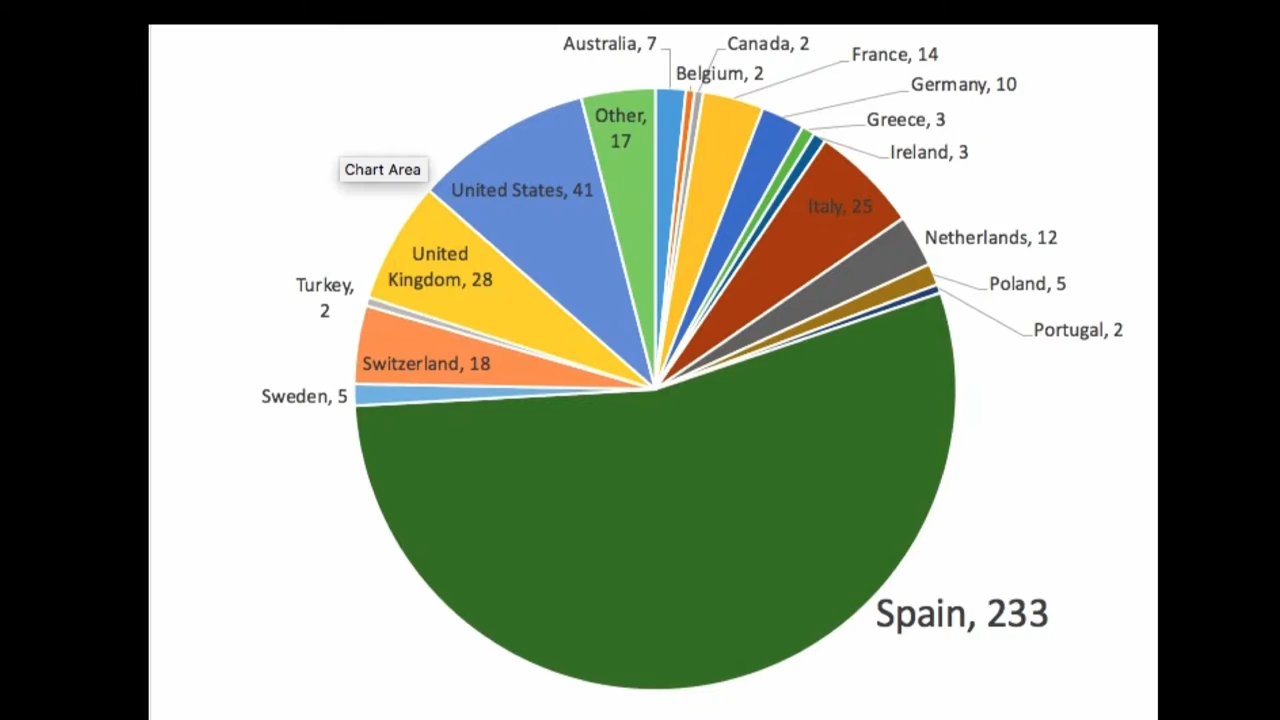 Australia, 7
Canada, 2
Belgium, 2
France, 14
Germany, 10
Greece, 3
Ireland, 3
Other,
17
Chart Area
United States, 41
Italy, 25
Netherlands, 12
United
Kingdom, 28
Turkey,
2
Poland, 5
Portugal, 2
Switzerland, 18
Sweden, 5
Spain, 233